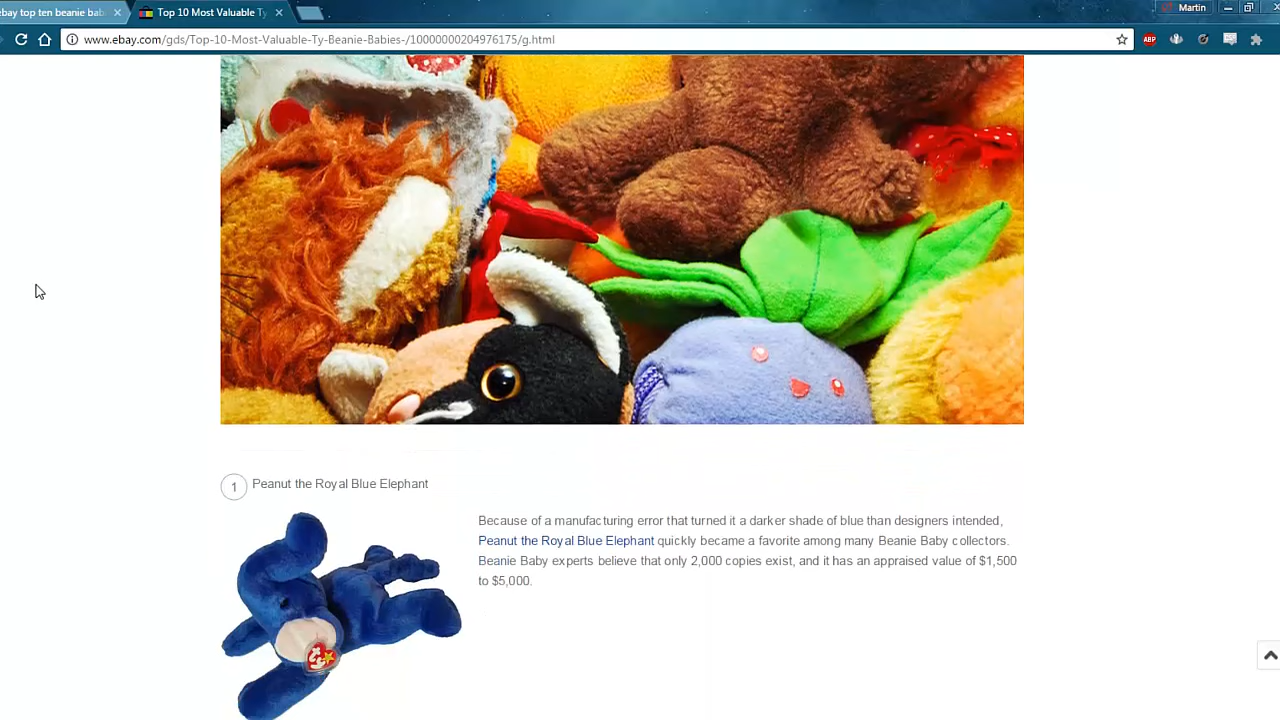 ebay top ten beanie bab
Top 10 Most Valuable Ty
Martin
www.ebay.com/gds/Top-10-Most-Valuable-Ty-Beanie-Babies-/10000000204976175/g.html
ABP
1
Peanut the Royal Blue Elephant
Because of a manufacturing error that turned it a darker shade of blue than designers intended,
Peanut the Royal Blue Elephant quickly became a favorite among many Beanie Baby collectors.
Beanie Baby experts believe that only 2,000 copies exist, and it has an appraised value of $1,500
to $5,000.
ty